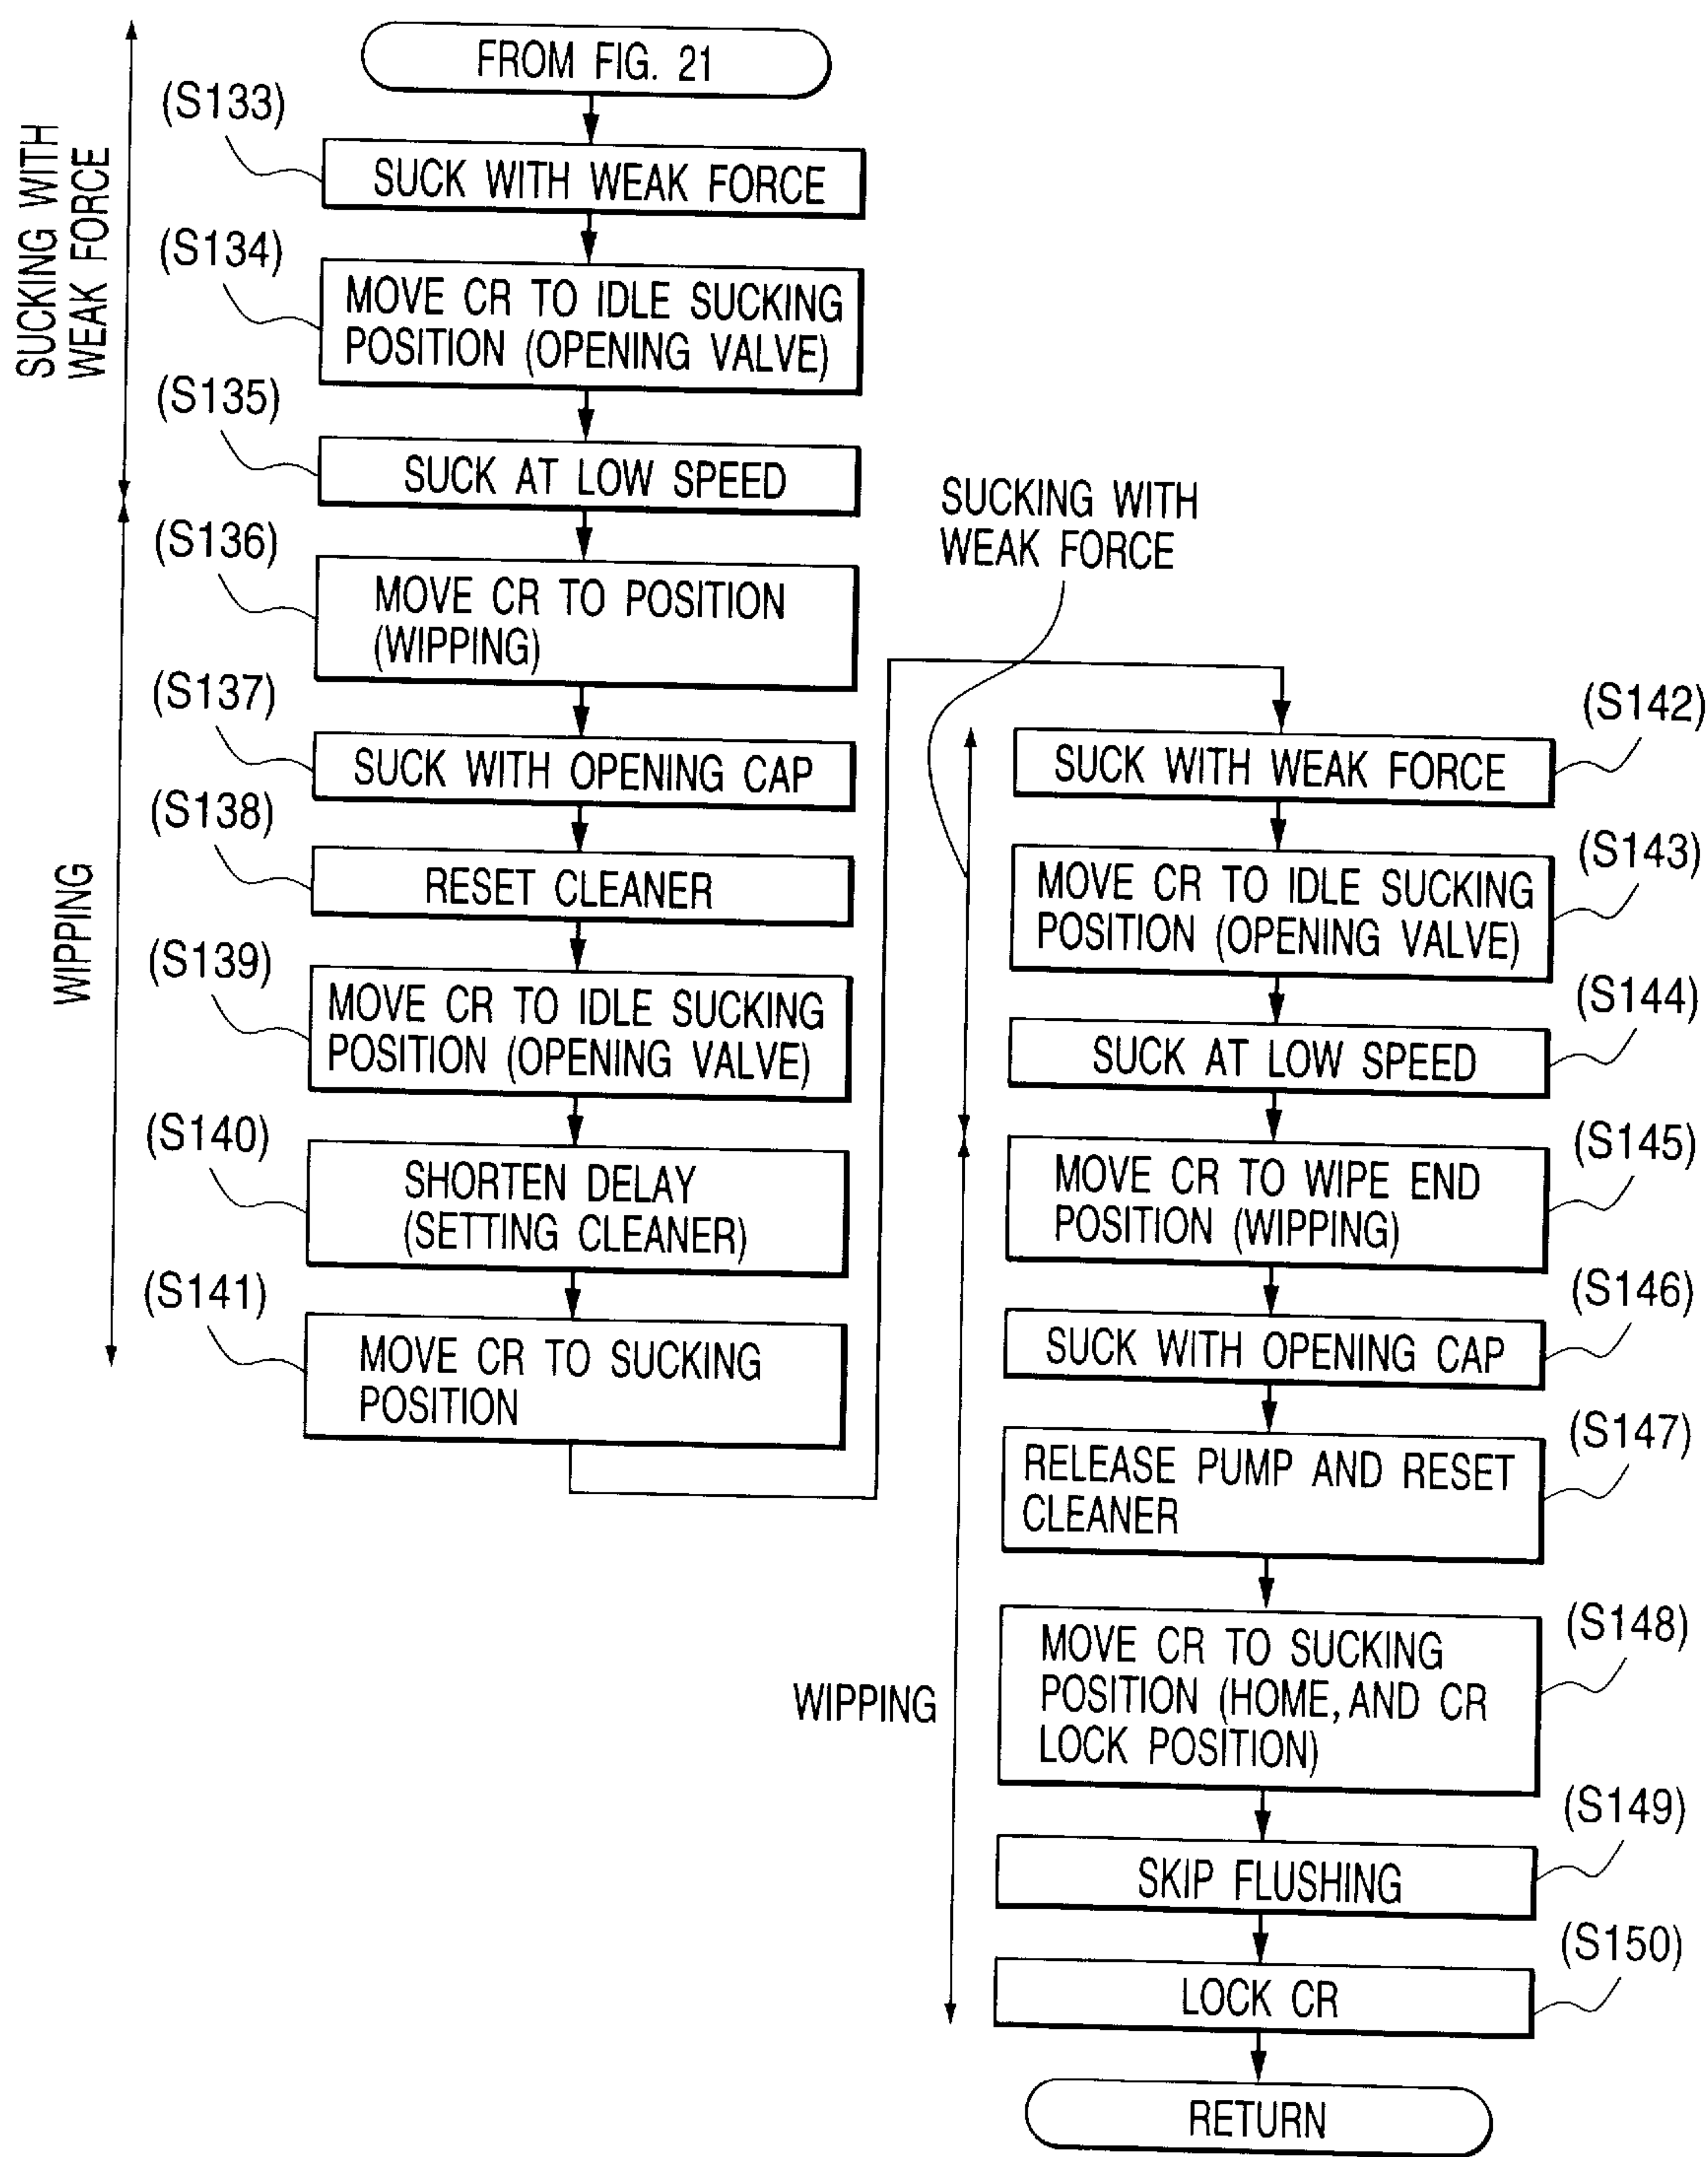 FROM FIG. 21
SUCKING WITH
WEAK FORCE
(S133)
SUCK WITH WEAK FORCE
(S134)
MOVE CR TO IDLE SUCKING
POSITION (OPENING VALVE)
(S135)
SUCK AT LOW SPEED
WIPPING
(S136)
MOVE CR TO POSITION
(WIPPING)
(S137)
SUCK WITH OPENING CAP
(S138)
RESET CLEANER
(S139)
MOVE CR TO IDLE SUCKING
POSITION (OPENING VALVE)
(S140)
SHORTEN DELAY
(SETTING CLEANER)
(S141)
MOVE CR TO SUCKING
POSITION
SUCKING WITH
WEAK FORCE
(S142)
SUCK WITH WEAK FORCE
(S143)
MOVE CR TO IDLE SUCKING
POSITION (OPENING VALVE)
(S144)
SUCK AT LOW SPEED
WIPPING
(S145)
MOVE CR TO WIPE END
POSITION (WIPPING)
(S146)
SUCK WITH OPENING CAP
(S147)
RELEASE PUMP AND RESET
CLEANER
(S148)
MOVE CR TO SUCKING
POSITION (HOME, AND CR
LOCK POSITION)
(S149)
SKIP FLUSHING
(S150)
LOCK CR
RETURN